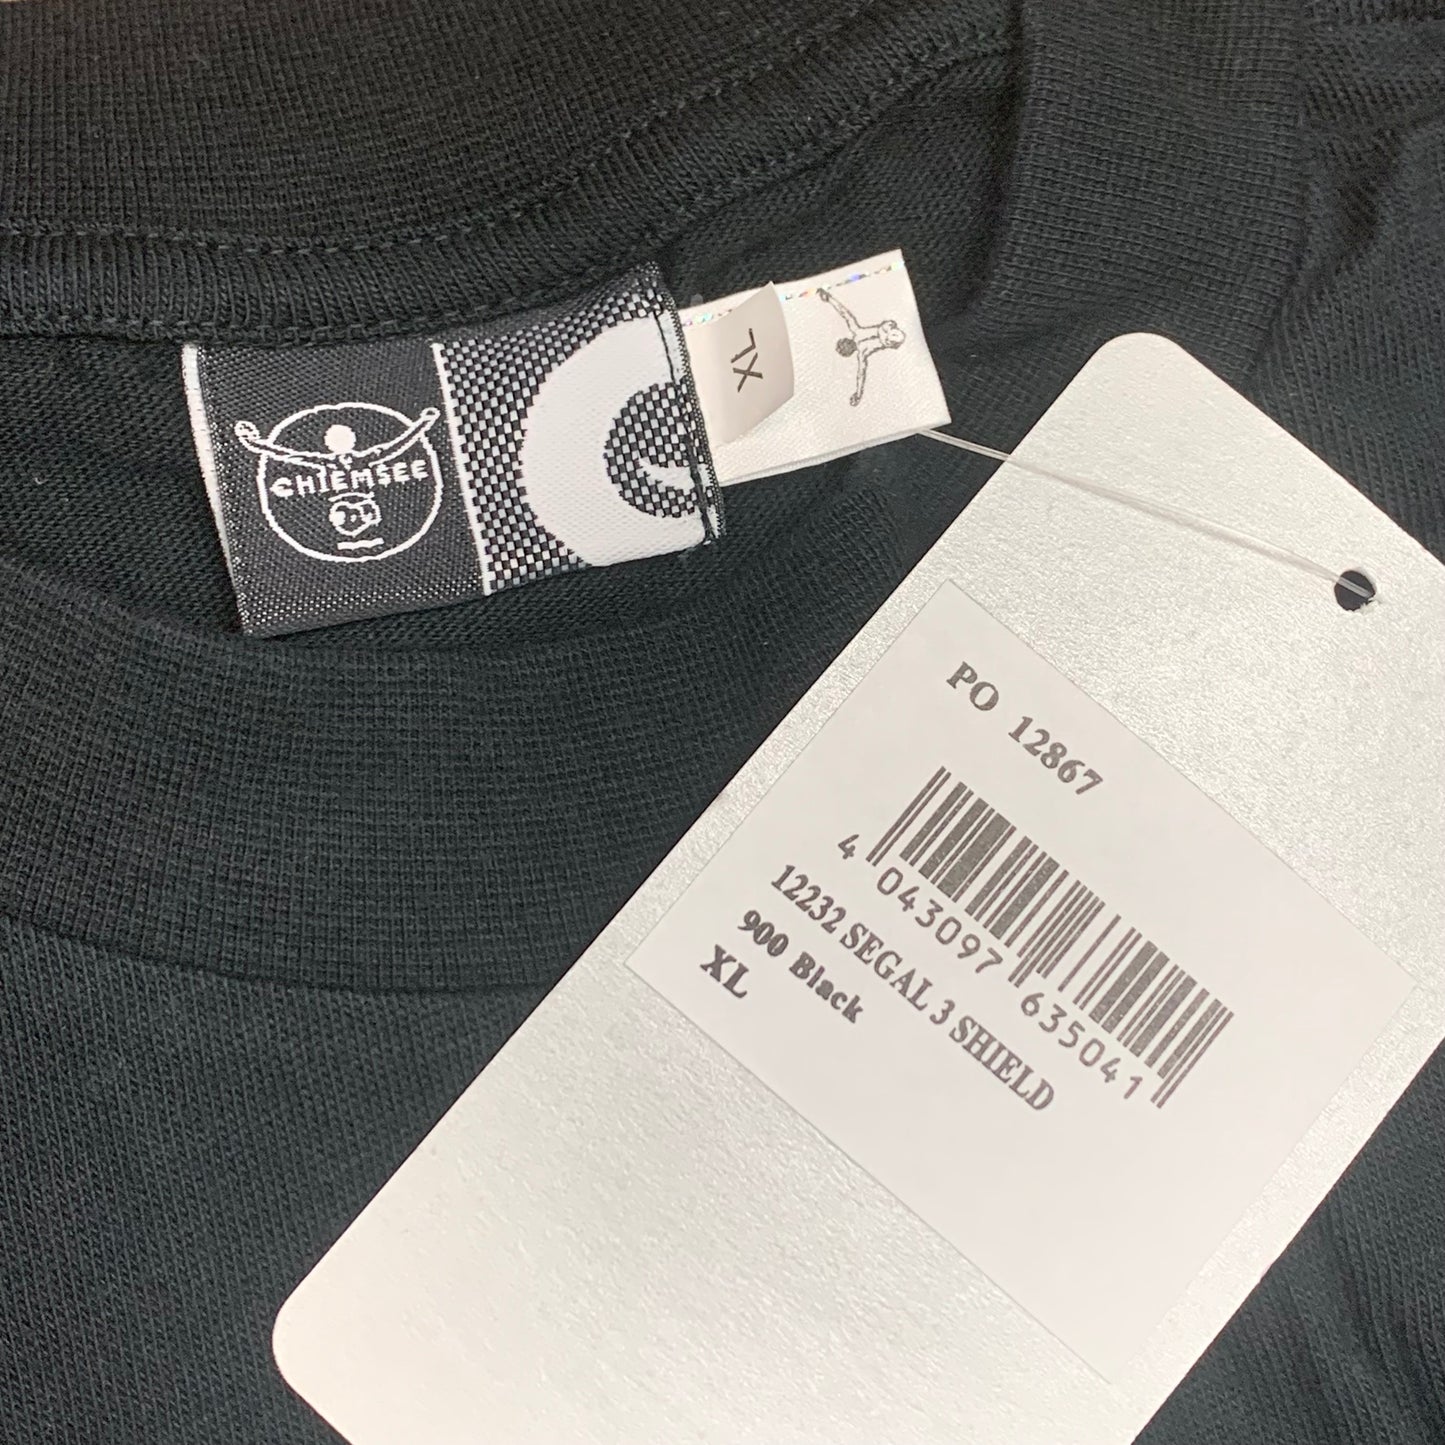 CHIEMSEE
XL
PO 12867
4 043097 635041
12232 SEGAL 3 SHIELD
900 Black
XL